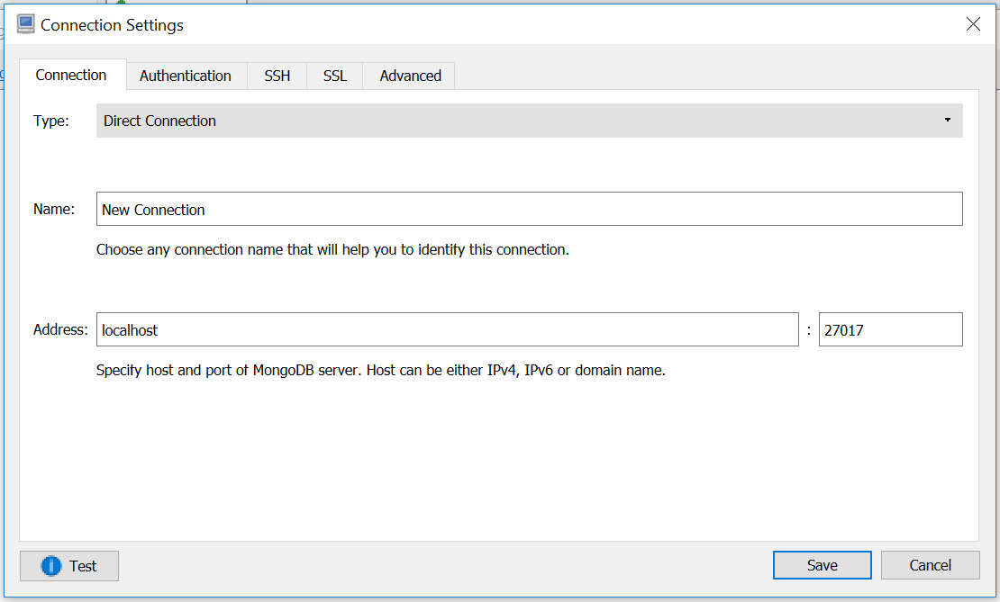 Connection Settings
Connection Authentication SSH SSL Advanced
Type: Direct Connection
Name: New Connection
Choose any connection name that will help you to identify this connection.
Address: localhost : 27017
Specify host and port of MongoDB server. Host can be either IPv4, IPv6 or domain name.
Test Save Cancel